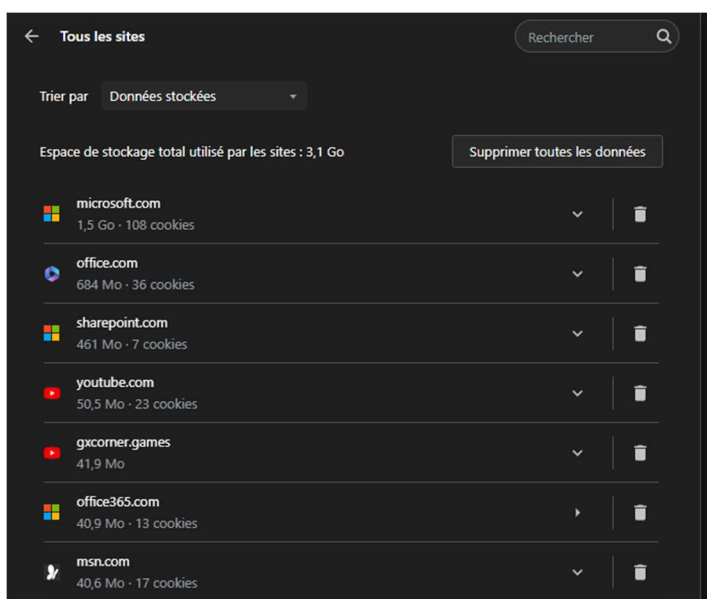 Tous les sites
Rechercher
Trier par Données stockées
Espace de stockage total utilisé par les sites : 3,1 Go
Supprimer toutes les données
microsoft.com
1,5 Go · 108 cookies
office.com
684 Mo · 36 cookies
sharepoint.com
461 Mo · 7 cookies
youtube.com
50,5 Mo · 23 cookies
gxcorner.games
41,9 Mo
office365.com
40,9 Mo · 13 cookies
msn.com
40,6 Mo · 17 cookies